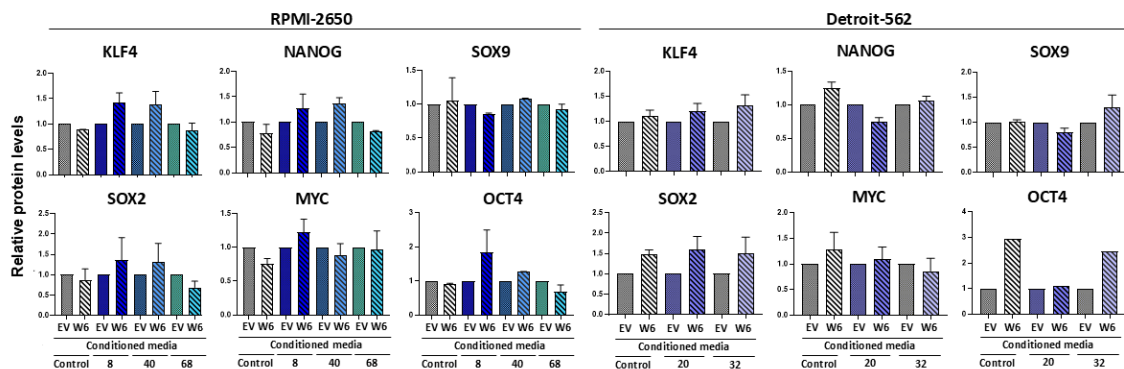 RPMI-2650 Detroit-562
KLF4 NANOG SOX9 KLF4 NANOG SOX9
2.0 2.0 2.0 2.0 1.5 2.0
1.5 1.5 1.5 1.5 1.5
1.0 1.0 1.0 1.0 1.0 1.0
0.5 0.5 0.5 0.5 0.5 0.5
0.0 0.0 0.0 0.0 0.0 0.0
Relative protein levels
SOX2 MYC OCT4 SOX2 MYC OCT4
2.5 1.5 3 2.5 2.0 4
2.0 2.0
1.5 1.0 2 1.5 1.5 3
1.0 1.0 1.0 2
0.5 0.5 1 0.5 0.5 1
0.0 0.0 0 0.0 0.0 0
EV W6 EV W6 EV W6 EV W6 EV W6 EV W6 EV W6 EV W6 EV W6 EV W6 EV W6 EV W6 EV W6 EV W6 EV W6 EV W6 EV W6 EV W6 EV W6 EV W6 EV W6
Conditioned media Conditioned media Conditioned media Conditioned media Conditioned media Conditioned media
Control 8 40 68 Control 8 40 68 Control 8 40 68 Control 20 32 Control 20 32 Control 20 32